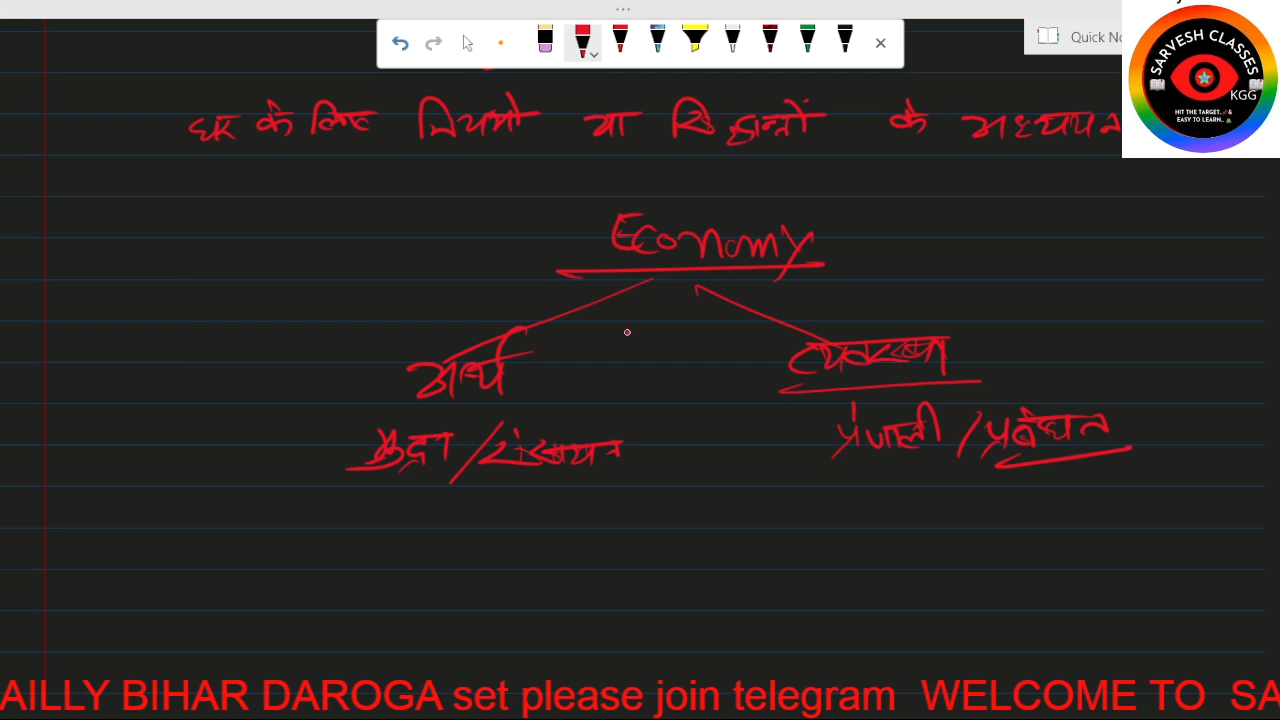 Quick No
SARVESH CLASSES
KGG
HIT THE TARGET..&
EASY TO LEARN..
घर के लिए नियमो या सिद्धान्तों के अध्ययन
Economy
अर्थ व्यवस्था
मुद्रा / संसाधन प्रणाली / प्रबंधन
AILLY BIHAR DAROGA set please join telegram WELCOME TO SA